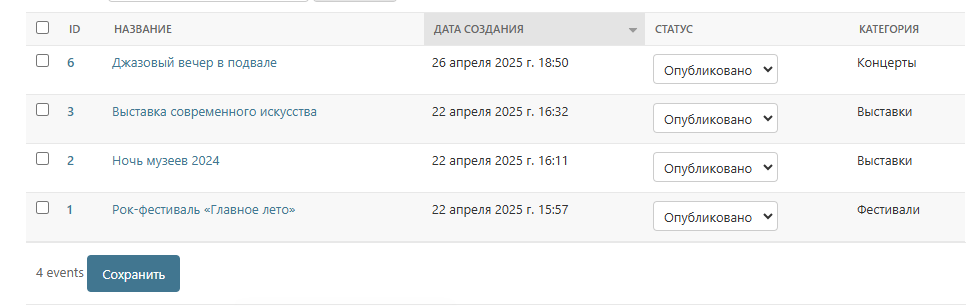 ID НАЗВАНИЕ ДАТА СОЗДАНИЯ СТАТУС КАТЕГОРИЯ
6 Джазовый вечер в подвале 26 апреля 2025 г. 18:50 Опубликовано Концерты
3 Выставка современного искусства 22 апреля 2025 г. 16:32 Опубликовано Выставки
2 Ночь музеев 2024 22 апреля 2025 г. 16:11 Опубликовано Выставки
1 Рок-фестиваль «Главное лето» 22 апреля 2025 г. 15:57 Опубликовано Фестивали
4 events Сохранить